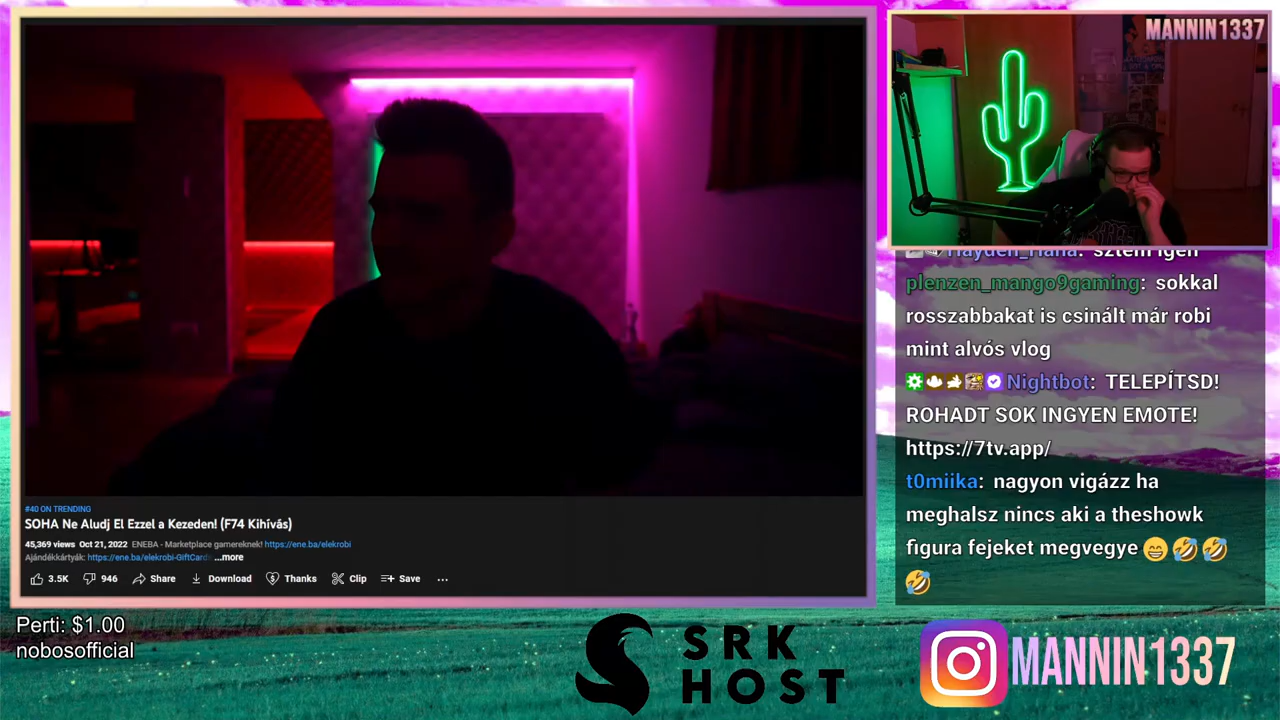 MANNIN1337
Hayden_Hana: sztem igen
plenzen_mango9gaming: sokkal
rosszabbakat is csinált már robi
mint alvós vlog
Nightbot: TELEPÍTSD!
ROHADT SOK INGYEN EMOTE!
https://7tv.app/
t0miika: nagyon vigázz ha
meghalsz nincs aki a theshowk
figura fejeket megvegye
#40 ON TRENDING
SOHA Ne Aludj El Ezzel a Kezeden! (F74 Kihívás)
45,369 views Oct 21, 2022 ENEBA - Marketplace gamereknek! https://ene.ba/elekrobi
Ajándékkártyák: https://ene.ba/elekrobi-GiftCard ...more
3.5K 946 Share Download Thanks Clip Save ...
Perti: $1.00
nobosofficial
SRK
HOST
MANNIN1337